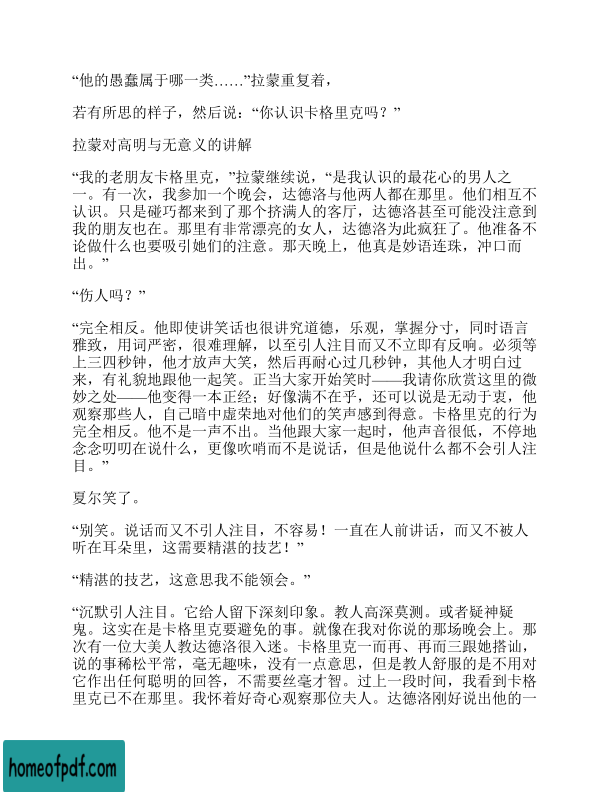 “他的愚蠢属于哪一类……”拉蒙重复着，
若有所思的样子，然后说：“你认识卡格里克吗？”
拉蒙对高明与无意义的讲解
“我的老朋友卡格里克，”拉蒙继续说，“是我认识的最花心的男人之
一。有一次，我参加一个晚会，达德洛与他两人都在那里。他们相互不
认识。只是碰巧都来到了那个挤满人的客厅，达德洛甚至可能没注意到
我的朋友也在。那里有非常漂亮的女人，达德洛为此疯狂了。他准备不
论做什么也要吸引她们的注意。那天晚上，他真是妙语连珠，冲口而
出。”
“伤人吗？”
“完全相反。他即使讲笑话也很讲究道德，乐观，掌握分寸，同时语言
雅致，用词严密，很难理解，以至引人注目而又不立即有反响。必须等
上三四秒钟，他才放声大笑，然后再耐心过几秒钟，其他人才明白过
来，有礼貌地跟他一起笑。正当大家开始笑时——我请你欣赏这里的微
妙之处——他变得一本正经；好像满不在乎，还可以说是无动于衷，他
观察那些人，自己暗中虚荣地对他们的笑声感到得意。卡格里克的行为
完全相反。他不是一声不出。当他跟大家一起时，他声音很低，不停地
念念叨叨在说什么，更像吹哨而不是说话，但是他说什么都不会引人注
目。”
夏尔笑了。
“别笑。说话而又不引人注目，不容易！一直在人前讲话，而又不被人
听在耳朵里，这需要精湛的技艺！”
“精湛的技艺，这意思我不能领会。”
“沉默引人注目。它给人留下深刻印象。教人高深莫测。或者疑神疑
鬼。这实在是卡格里克要避免的事。就像在我对你说的那场晚会上。那
次有一位大美人教达德洛很入迷。卡格里克一而再、再而三跟她搭讪，
说的事稀松平常，毫无趣味，没有一点意思，但是教人舒服的是不用对
它作出任何聪明的回答，不需要丝毫才智。过上一段时间，我看到卡格
里克已不在那里。我怀着好奇心观察那位夫人。达德洛刚好说出他的一
homeofpdf.com